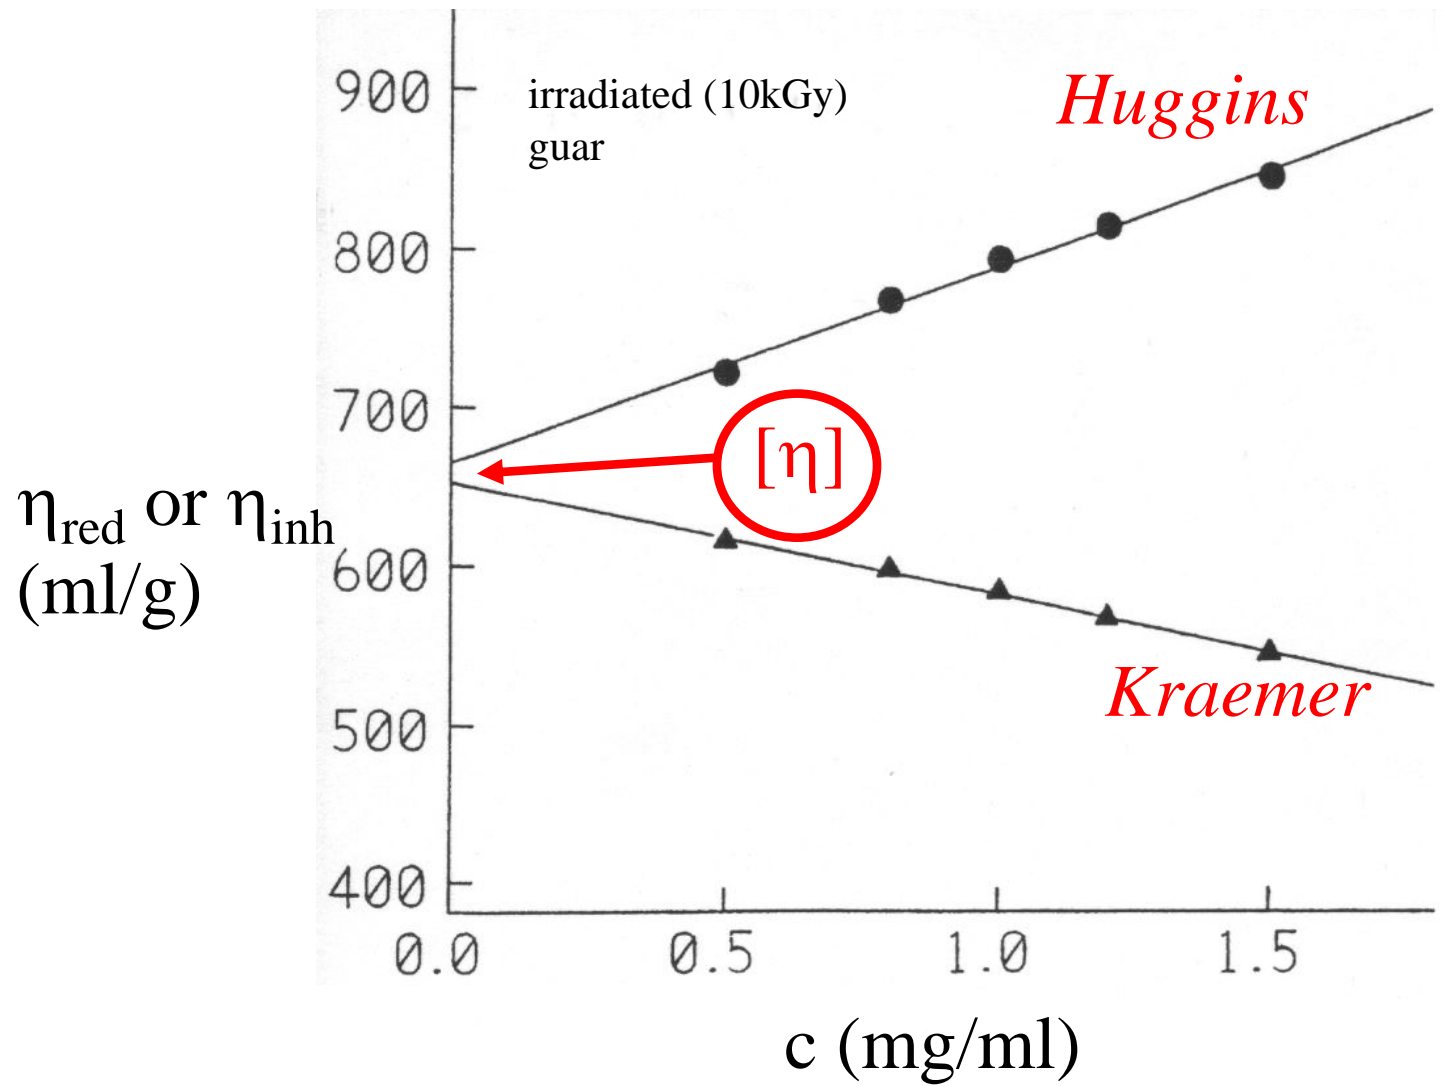 900
irradiated (10kGy)
guar
Huggins
800
700
[η]
ηred or ηinh
(ml/g)
600
Kraemer
500
400
0.0 0.5 1.0 1.5
c (mg/ml)